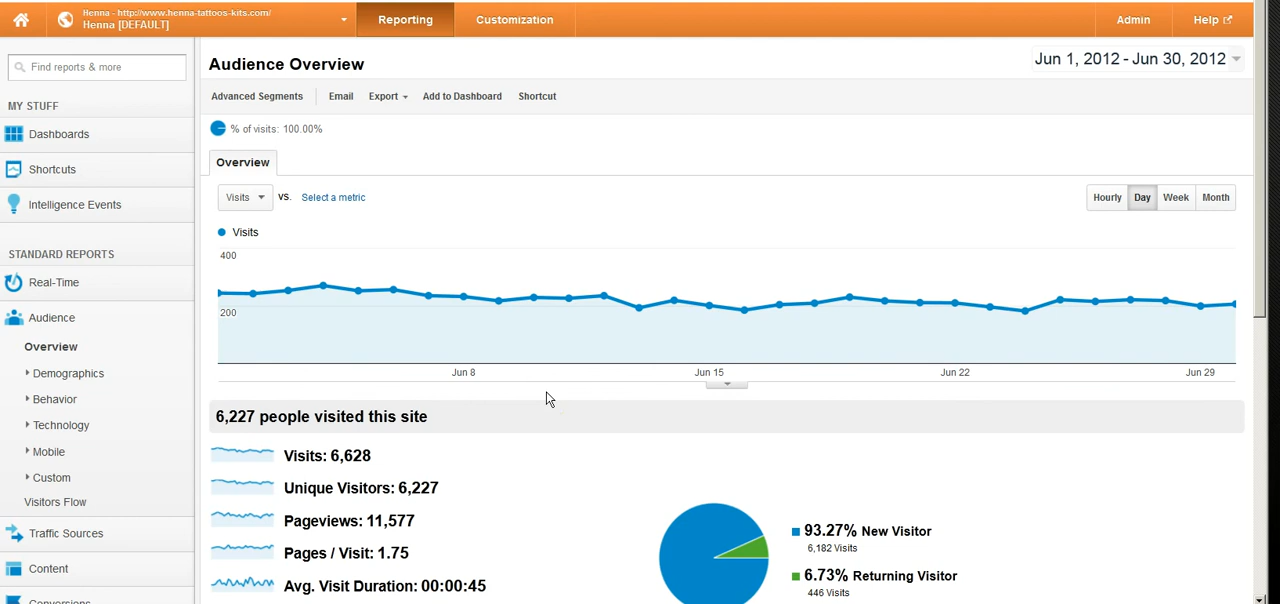 Henna - http://www.henna-tattoos-kits.com/
Henna [DEFAULT]
Reporting
Customization
Admin
Help
Find reports & more
MY STUFF
Dashboards
Shortcuts
Intelligence Events
STANDARD REPORTS
Real-Time
Audience
Overview
Demographics
Behavior
Technology
Mobile
Custom
Visitors Flow
Traffic Sources
Content
Conversions
Audience Overview
Jun 1, 2012 - Jun 30, 2012
Advanced Segments
Email
Export
Add to Dashboard
Shortcut
% of visits: 100.00%
Overview
Visits
VS.
Select a metric
Hourly
Day
Week
Month
Visits
400
200
Jun 8
Jun 15
Jun 22
Jun 29
6,227 people visited this site
Visits: 6,628
Unique Visitors: 6,227
Pageviews: 11,577
Pages / Visit: 1.75
Avg. Visit Duration: 00:00:45
93.27% New Visitor
6,182 Visits
6.73% Returning Visitor
446 Visits